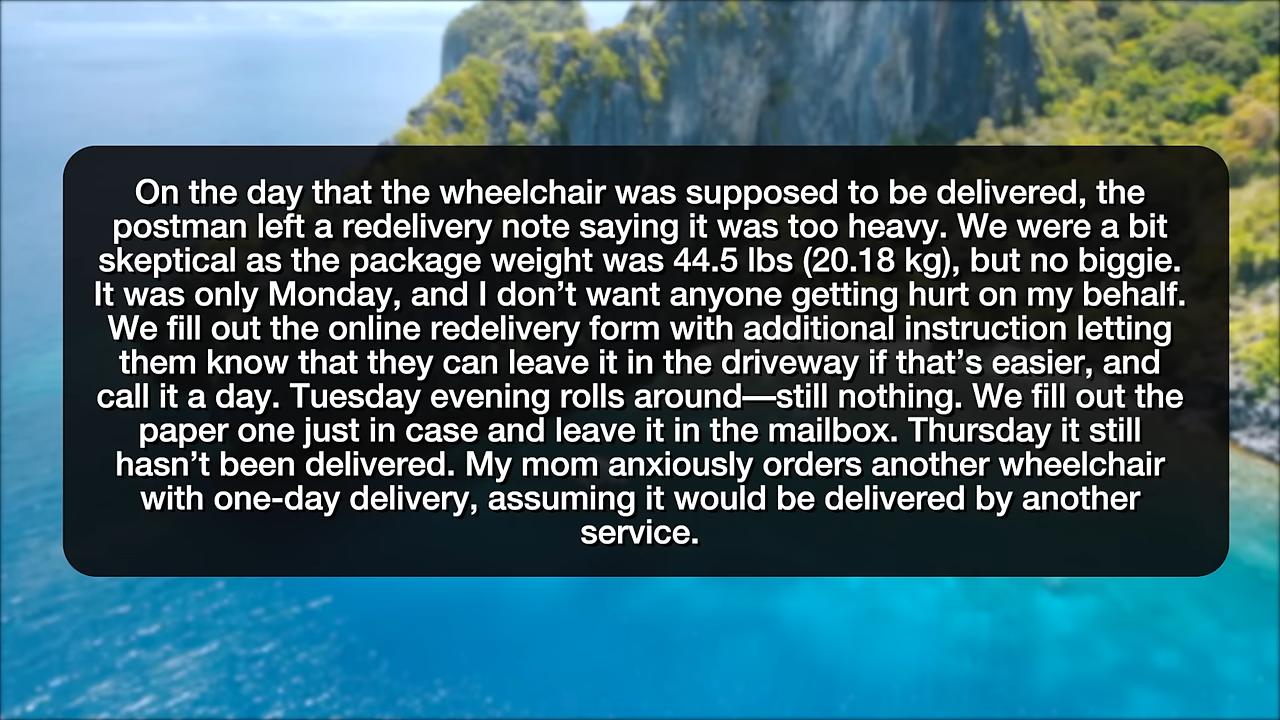 On the day that the wheelchair was supposed to be delivered, the
postman left a redelivery note saying it was too heavy. We were a bit
skeptical as the package weight was 44.5 lbs (20.18 kg), but no biggie.
It was only Monday, and I don’t want anyone getting hurt on my behalf.
We fill out the online redelivery form with additional instruction letting
them know that they can leave it in the driveway if that’s easier, and
call it a day. Tuesday evening rolls around—still nothing. We fill out the
paper one just in case and leave it in the mailbox. Thursday it still
hasn’t been delivered. My mom anxiously orders another wheelchair
with one-day delivery, assuming it would be delivered by another
service.